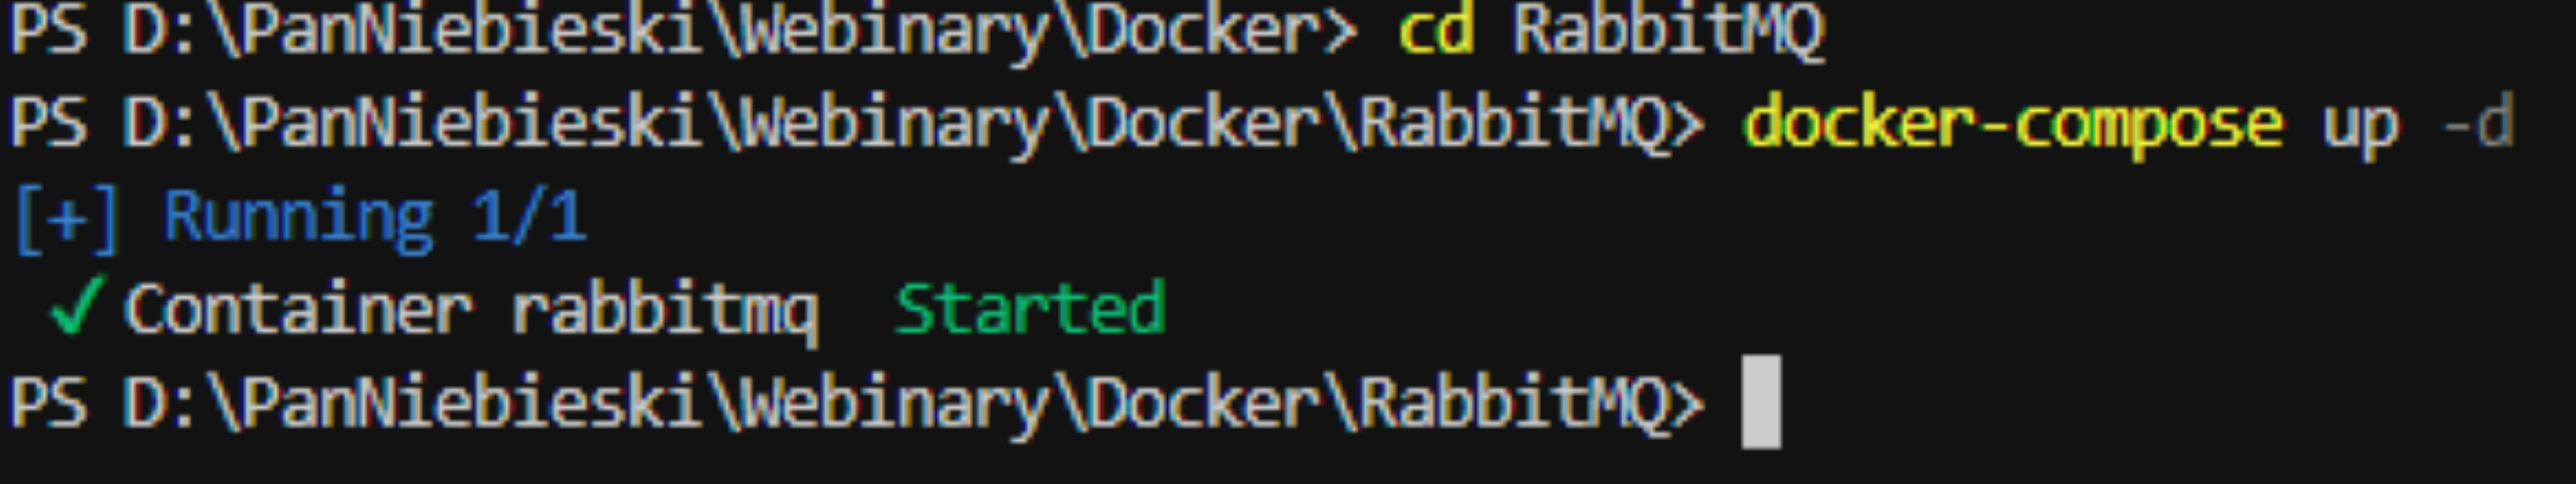 PS D:\PanNiebieski\Webinary\Docker> cd RabbitMQ
PS D:\PanNiebieski\Webinary\Docker\RabbitMQ> docker-compose up -d
[+] Running 1/1
✓Container rabbitmq  Started
PS D:\PanNiebieski\Webinary\Docker\RabbitMQ>